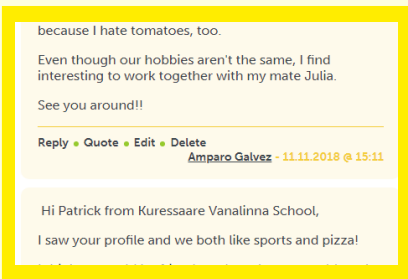 because I hate tomatoes, too.
Even though our hobbies aren't the same, I find
interesting to work together with my mate Julia.
See you around!!
Reply • Quote • Edit • Delete
Amparo Galvez - 11.11.2018 @ 15:11
Hi Patrick from Kuressaare Vanalinna School,
I saw your profile and we both like sports and pizza!